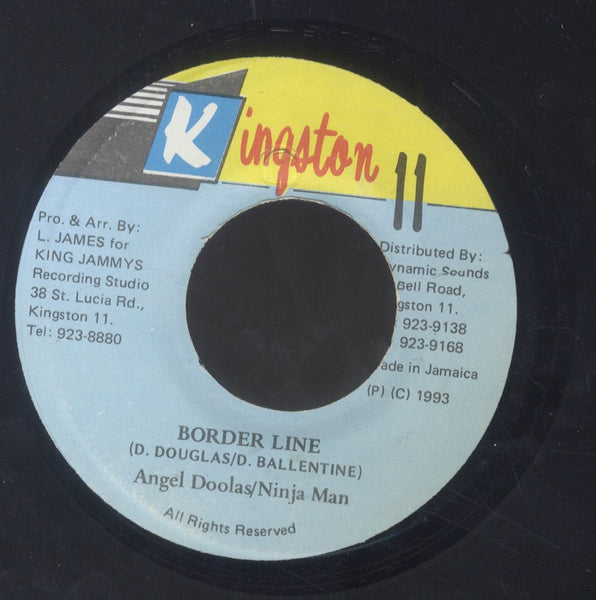 Kingston 11
Pro. & Arr. By:
L. JAMES for
KING JAMMYS
Recording Studio
38 St. Lucia Rd.,
Kingston 11.
Tel: 923-8880
Distributed By:
ynamic Sounds
Bell Road,
gston 11.
923-9138
923-9168
ade in Jamaica
(P) (C) 1993
BORDER LINE
(D. DOUGLAS/D. BALLENTINE)
Angel Doolas/Ninja Man
All Rights Reserved